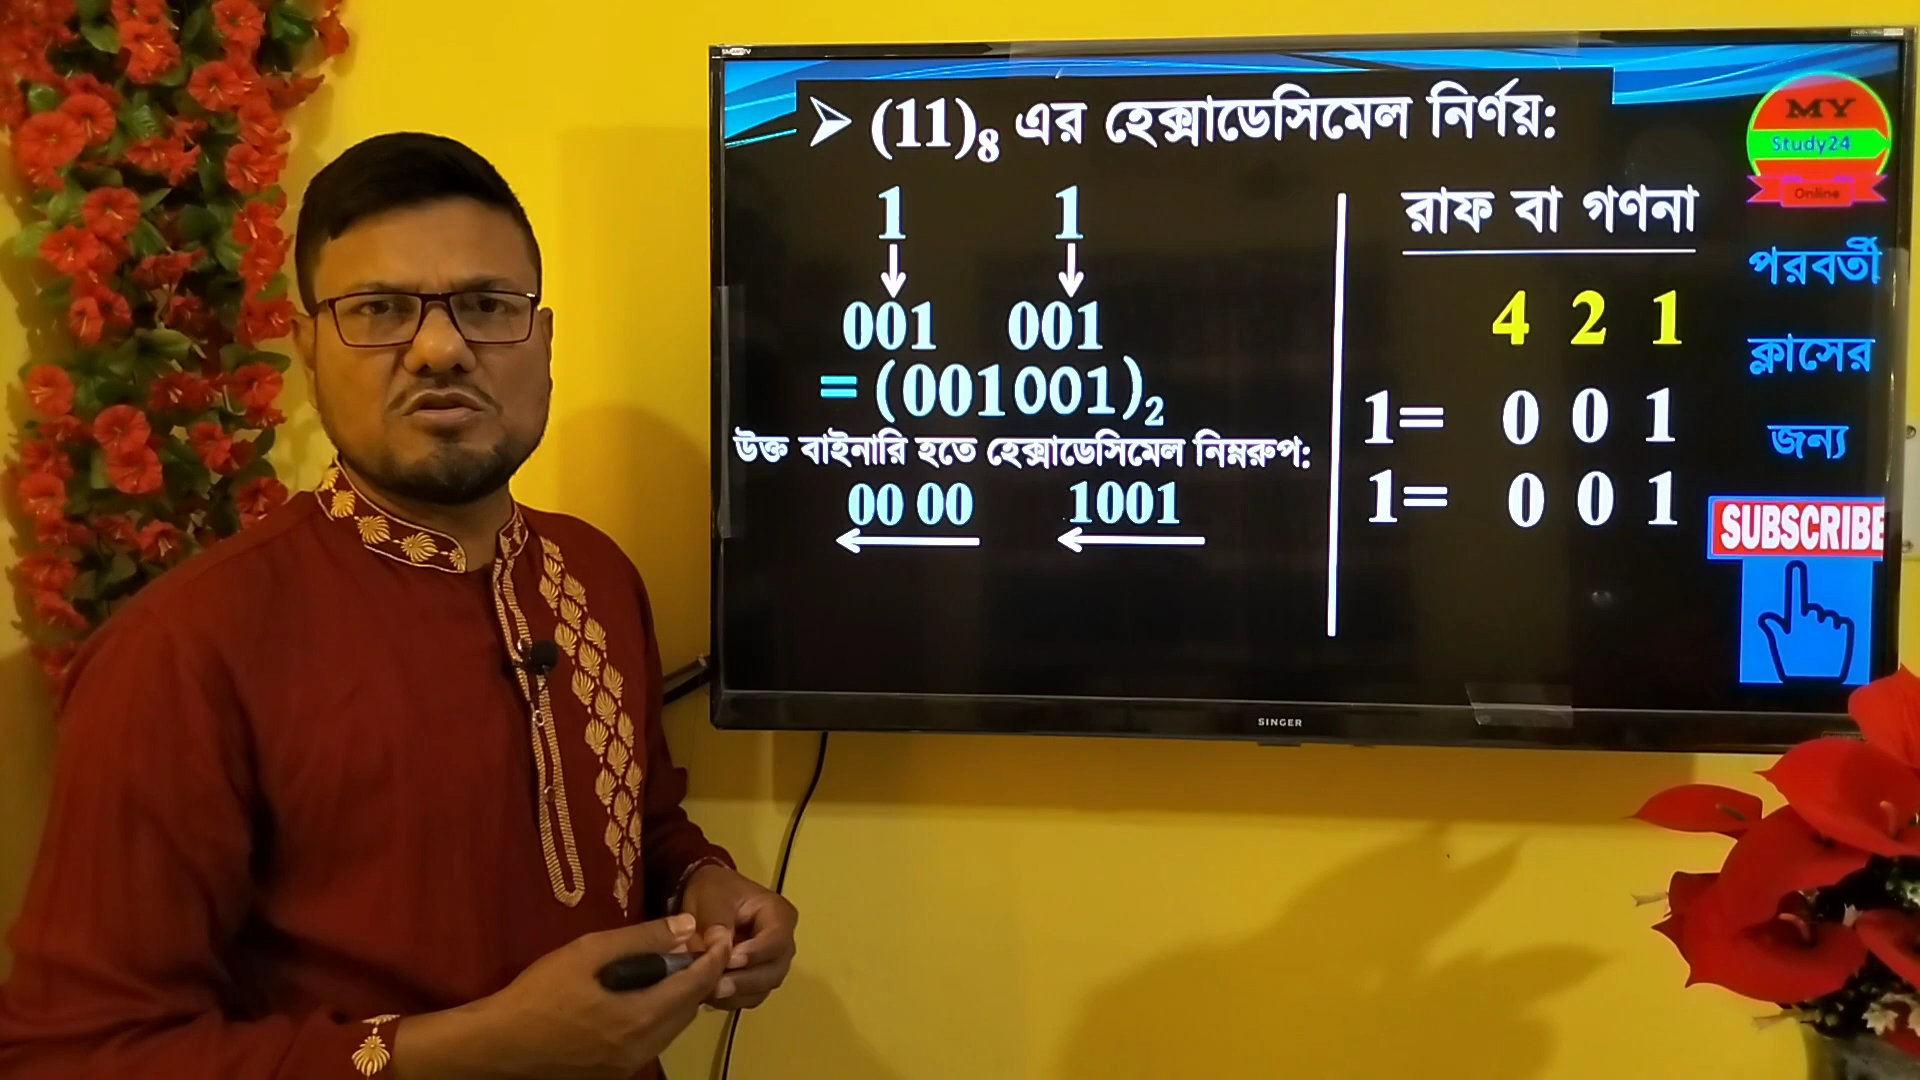 ➢ (11)₈ এর হেক্সাডেসিমেল নির্ণয়:
1 1
001 001
= (001001)₂
উক্ত বাইনারি হতে হেক্সাডেসিমেল নিম্নরুপ:
00 00 1001
রাফ বা গণনা
4 2 1
1= 0 0 1
1= 0 0 1
MY
Study24
Online
পরবর্তী
ক্লাসের
জন্য
SUBSCRIBE
SINGER